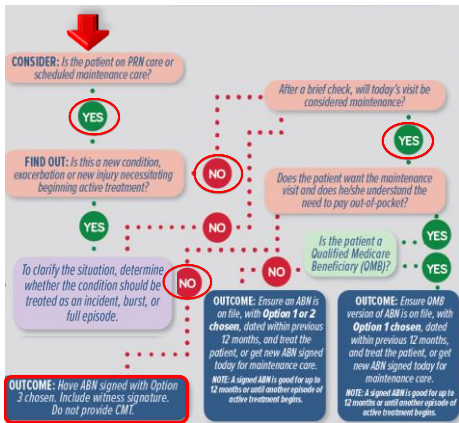 CONSIDER: Is the patient on PRN care or
scheduled maintenance care?
YES
FIND OUT: Is this a new condition,
exacerbation or new injury necessitating
beginning active treatment?
NO
YES
To clarify the situation, determine
whether the condition should be
treated as an incident, burst, or
full episode.
After a brief check, will today's visit be
considered maintenance?
YES
NO
Does the patient want the maintenance
visit and does he/she understand the
need to pay out-of-pocket?
NO
YES
Is the patient a
Qualified Medicare
Beneficiary (QMB)?
NO
YES
OUTCOME: Have ABN signed with Option
3 chosen. Include witness signature.
Do not provide CMT.
OUTCOME: Ensure an ABN is
on file, with Option 1 or 2
chosen, dated within previous
12 months, and treat the
patient, or get new ABN signed
today for maintenance care.
NOTE: A signed ABN is good for up to
12 months or until another episode of
active treatment begins.
OUTCOME: Ensure QMB
version of ABN is on file, with
Option 1 chosen, dated within
previous 12 months,
and treat the patient, or get
new ABN signed today for
maintenance care.
NOTE: A signed ABN is good for up to
12 months or until another episode of
active treatment begins.